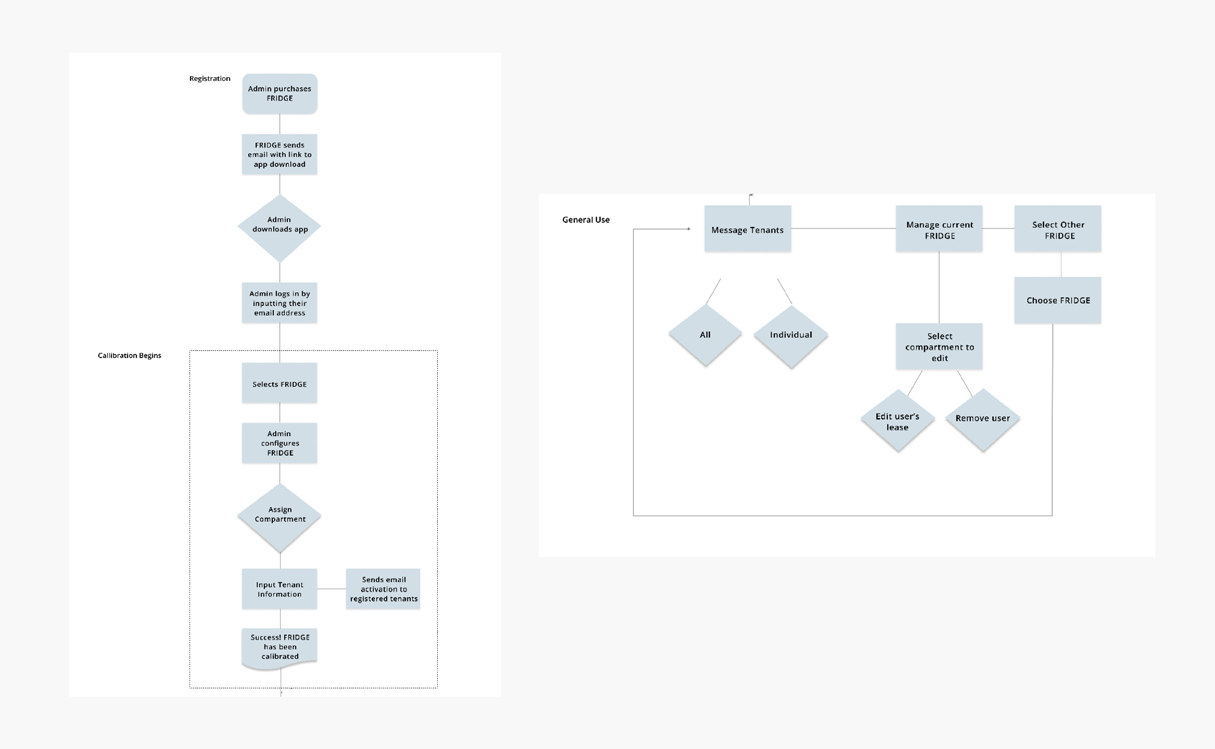 Registration
Admin purchases
FRIDGE
FRIDGE sends
email with link to
app download
Admin
downloads app
Admin logs in by
inputting their
email address
Callibration Begins
Selects FRIDGE
Admin
configures
FRIDGE
Assign
Compartment
Input Tenant
Information
Sends email
activation to
registered tenants
Success! FRIDGE
has been
calibrated
General Use
Message Tenants
Manage current
FRIDGE
Select Other
FRIDGE
Choose FRIDGE
All
Individual
Select
compartment to
edit
Edit user's
lease
Remove user